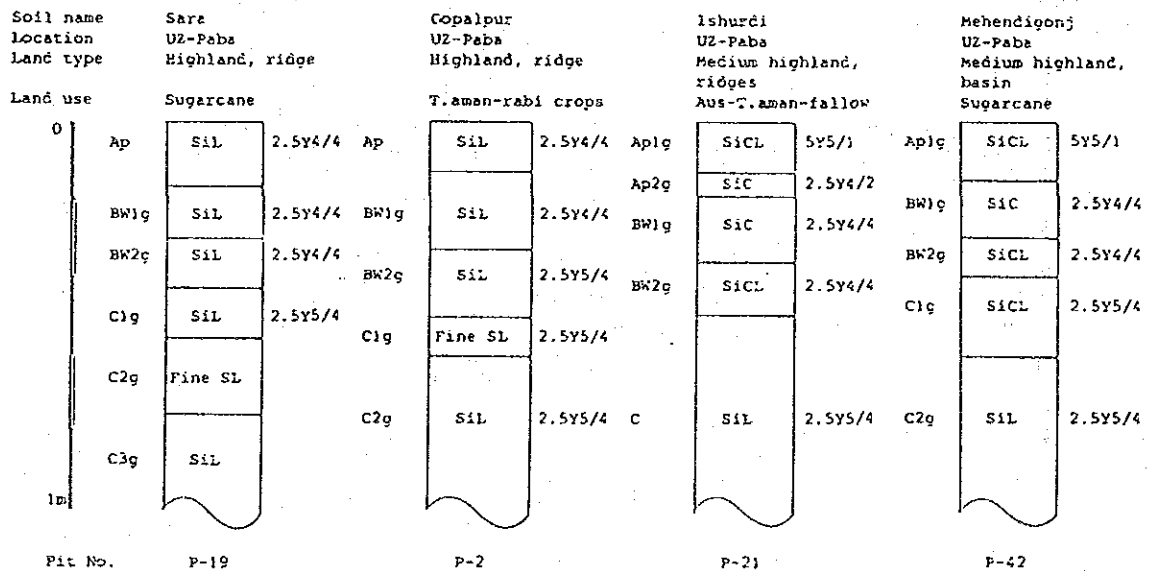 Soil name Sara Copalpur Ishurdi Mehendigonj
Location UZ-Paba UZ-Paba UZ-Paba UZ-Paba
Land type Highland, ridge Highland, ridge Medium highland, Medium highland,
ridges basin
Land use Sugarcane T.aman-rabi crops Aus-T.aman-fallow Sugarcane
0 Ap SiL 2.5Y4/4 Ap SiL 2.5Y4/4 Ap1g SiCL 5Y5/1 Ap1g SiCL 5Y5/1
Ap2g SiC 2.5Y4/2
BW1g SiL 2.5Y4/4 BW1g SiL 2.5Y4/4 BW1g SiC 2.5Y4/4 BW1g SiC 2.5Y4/4
BW2g SiL 2.5Y4/4 BW2g SiL 2.5Y5/4 BW2g SiCL 2.5Y4/4 BW2g SiCL 2.5Y4/4
C1g SiL 2.5Y5/4 C1g Fine SL 2.5Y5/4 C1g SiCL 2.5Y5/4
C2g Fine SL
C2g SiL 2.5Y5/4 C SiL 2.5Y5/4 C2g SiL 2.5Y5/4
C3g SiL
1m
Pit No. P-19 P-2 P-21 P-42